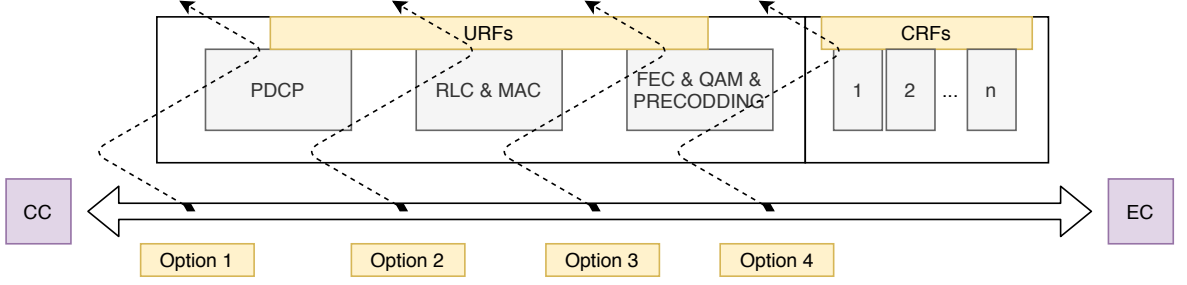 URFs
CRFs
PDCP
RLC & MAC
FEC & QAM &
PRECODDING
1
2
...
n
CC
EC
Option 1
Option 2
Option 3
Option 4